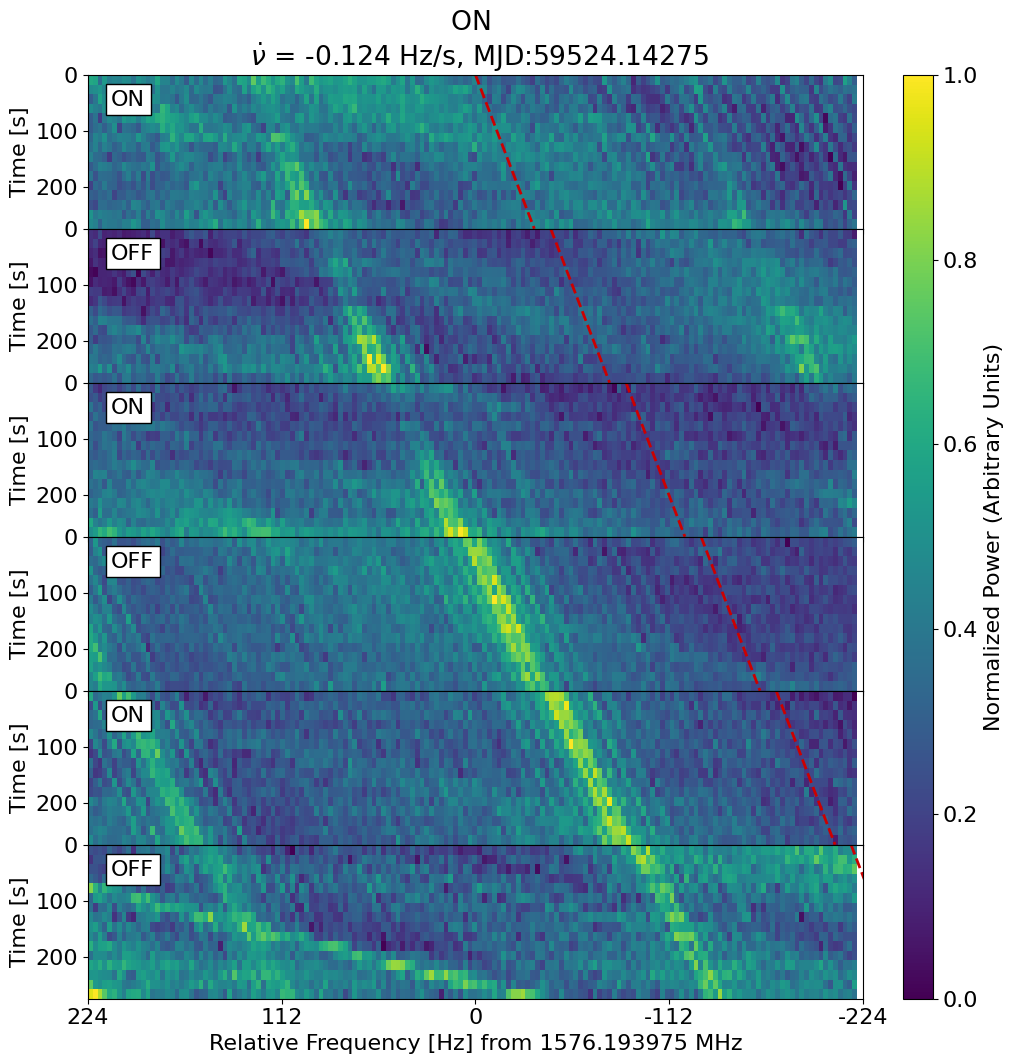 ON
ν̇ = -0.124 Hz/s, MJD:59524.14275
0
ON
100
Time [s]
200
0
OFF
100
Time [s]
200
0
ON
100
Time [s]
200
0
OFF
100
Time [s]
200
0
ON
100
Time [s]
200
0
OFF
100
Time [s]
200
224 112 0 -112 -224
Relative Frequency [Hz] from 1576.193975 MHz
1.0
0.8
0.6
0.4
0.2
0.0
Normalized Power (Arbitrary Units)